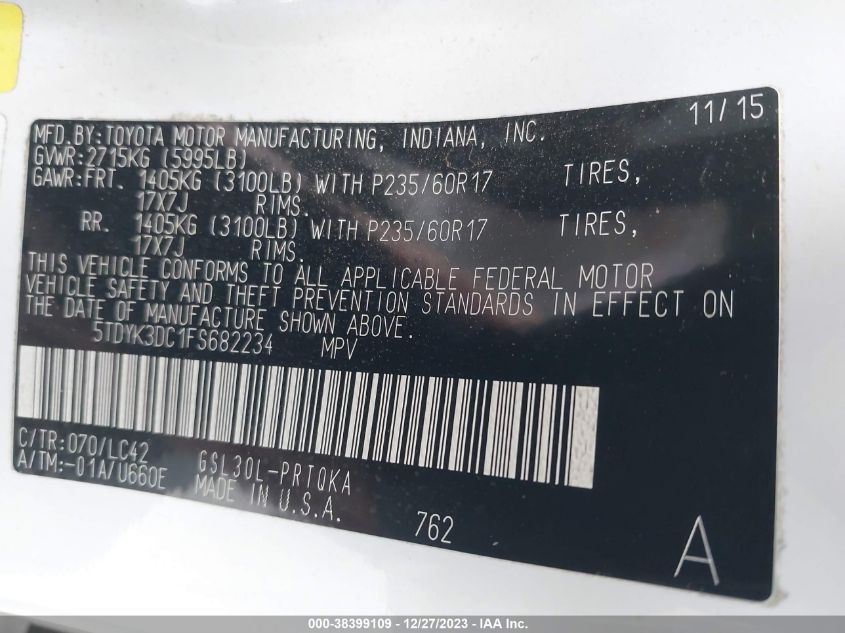 11/15
MFD.BY:TOYOTA MOTOR MANUFACTURING, INDIANA, INC.
GVWR:2715KG (5995LB)
GAWR:FRT. 1405KG (3100LB) WITH P235/60R17 TIRES,
17X7J RIMS.
RR. 1405KG (3100LB) WITH P235/60R17 TIRES,
17X7J RIMS.
THIS VEHICLE CONFORMS TO ALL APPLICABLE FEDERAL MOTOR
VEHICLE SAFETY AND THEFT PREVENTION STANDARDS IN EFFECT ON
THE DATE OF MANUFACTURE SHOWN ABOVE.
5TDYK3DC1FS682234 MPV
C/TR:070/LC42 GSL30L-PRTQKA
A/TM:-01A/U660E MADE IN U.S.A.
762
A
000-38399109 - 12/27/2023 - IAA Inc.